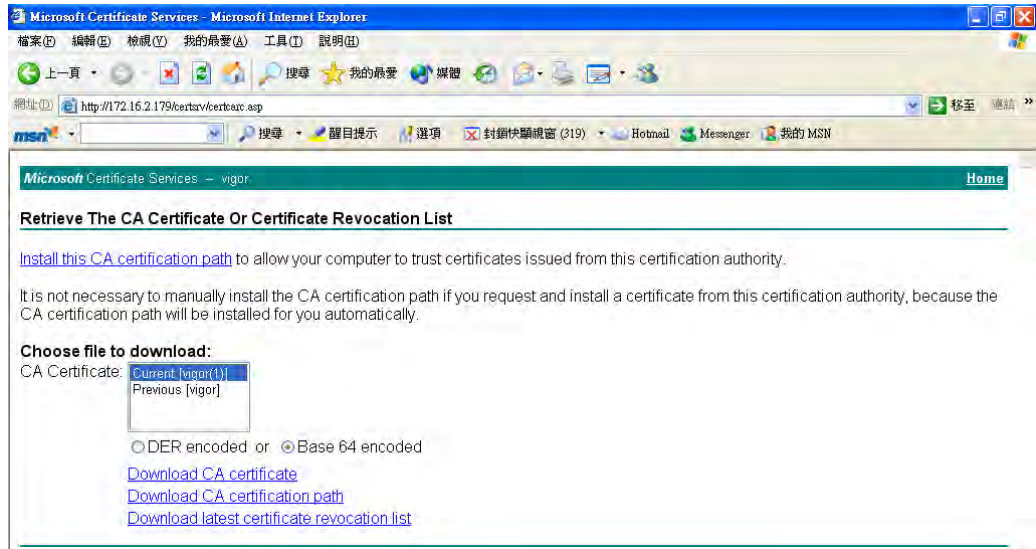 Microsoft Certificate Services - Microsoft Internet Explorer
檔案(F) 編輯(E) 檢視(V) 我的最愛(A) 工具(T) 說明(H)
上一頁 搜尋 我的最愛 媒體
網址(D) http://172.16.2.179/certsrv/certcarc.asp 移至 連結 »
msn 搜尋 醒目提示 選項 封鎖快顯視窗 (319) Hotmail Messenger 我的 MSN
Microsoft Certificate Services -- vigor Home
Retrieve The CA Certificate Or Certificate Revocation List
Install this CA certification path to allow your computer to trust certificates issued from this certification authority.
It is not necessary to manually install the CA certification path if you request and install a certificate from this certification authority, because the
CA certification path will be installed for you automatically.
Choose file to download:
CA Certificate: Current [vigor(1)]
Previous [vigor]
DER encoded or Base 64 encoded
Download CA certificate
Download CA certification path
Download latest certificate revocation list